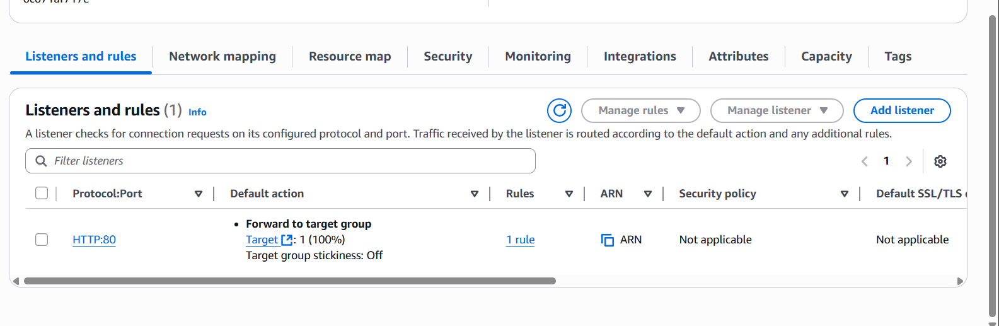 Listeners and rules Network mapping Resource map Security Monitoring Integrations Attributes Capacity Tags
Listeners and rules (1) Info Manage rules Manage listener Add listener
A listener checks for connection requests on its configured protocol and port. Traffic received by the listener is routed according to the default action and any additional rules.
Filter listeners 1
Protocol:Port Default action Rules ARN Security policy Default SSL/TLS
• Forward to target group
HTTP:80 Target : 1 (100%) 1 rule ARN Not applicable Not applicable
Target group stickiness: Off